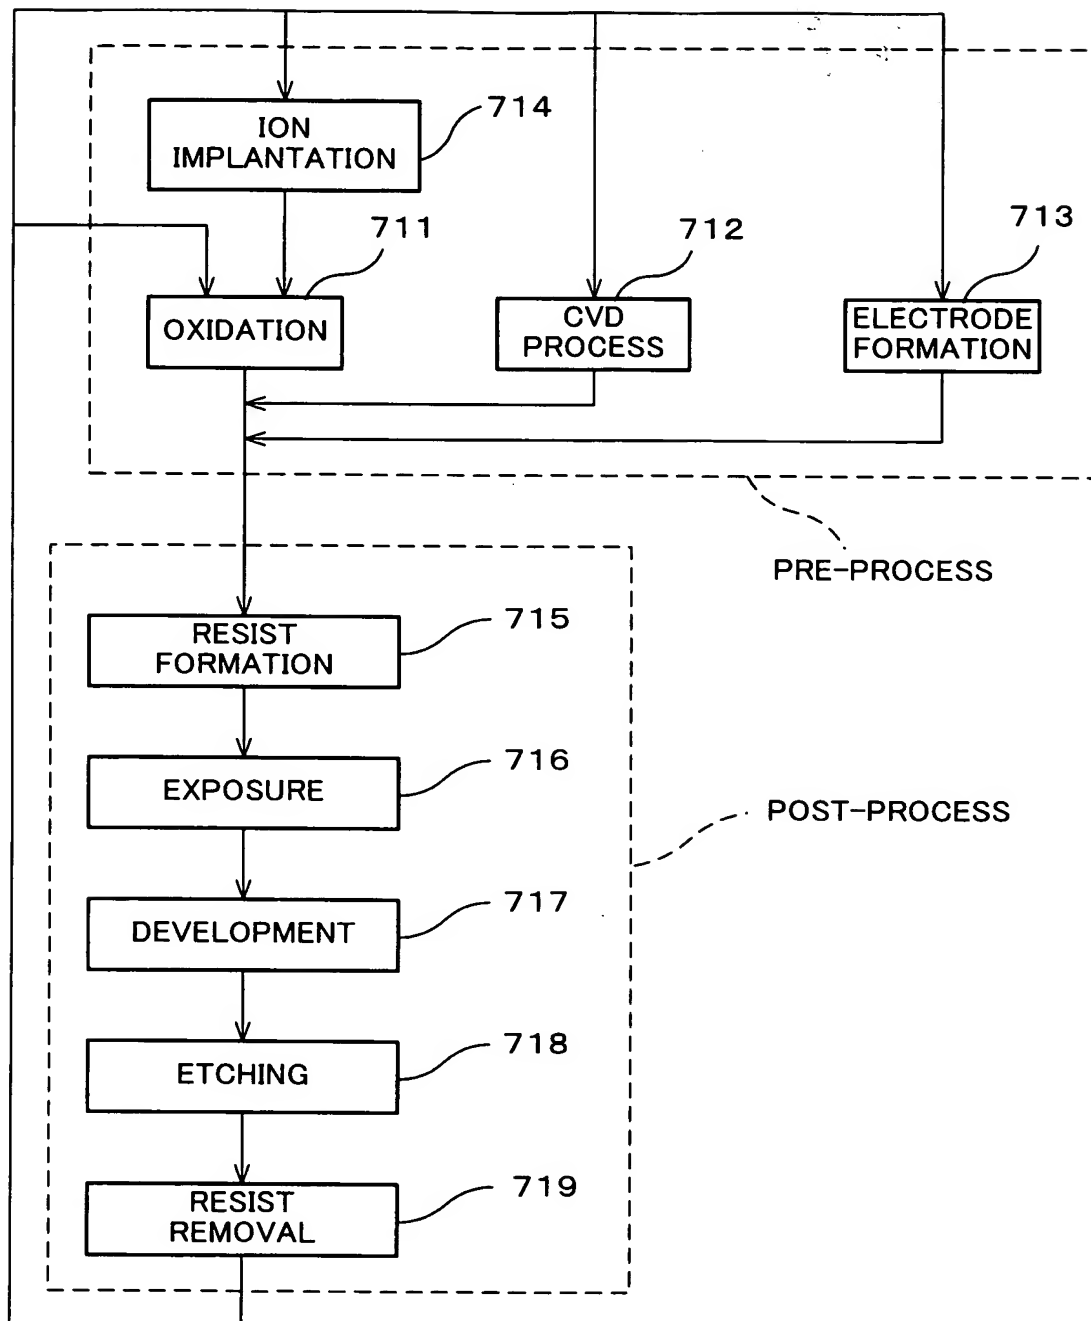 714
ION
IMPLANTATION
711
712
713
OXIDATION
CVD
PROCESS
ELECTRODE
FORMATION
PRE-PROCESS
RESIST
FORMATION
715
EXPOSURE
716
POST-PROCESS
DEVELOPMENT
717
ETCHING
718
RESIST
REMOVAL
719